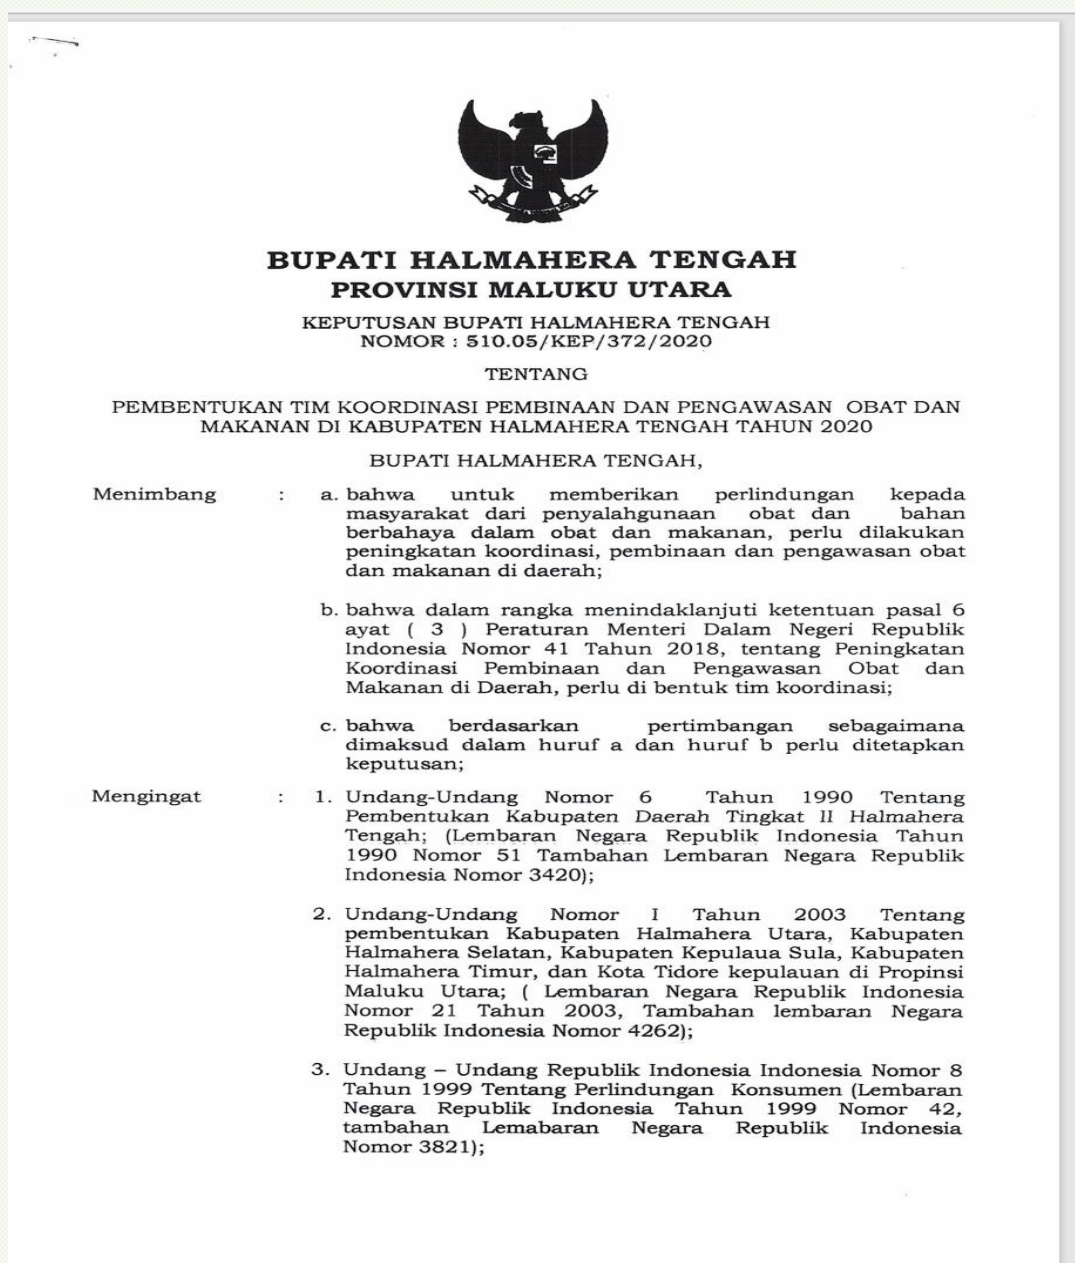 BUPATI HALMAHERA TENGAH
PROVINSI MALUKU UTARA
KEPUTUSAN BUPATI HALMAHERA TENGAH
NOMOR : 510.05/KEP/372/2020
TENTANG
PEMBENTUKAN TIM KOORDINASI PEMBINAAN DAN PENGAWASAN OBAT DAN
MAKANAN DI KABUPATEN HALMAHERA TENGAH TAHUN 2020
BUPATI HALMAHERA TENGAH,
Menimbang : a. bahwa untuk memberikan perlindungan kepada
masyarakat dari penyalahgunaan obat dan bahan
berbahaya dalam obat dan makanan, perlu dilakukan
peningkatan koordinasi, pembinaan dan pengawasan obat
dan makanan di daerah;
b. bahwa dalam rangka menindaklanjuti ketentuan pasal 6
ayat ( 3 ) Peraturan Menteri Dalam Negeri Republik
Indonesia Nomor 41 Tahun 2018, tentang Peningkatan
Koordinasi Pembinaan dan Pengawasan Obat dan
Makanan di Daerah, perlu di bentuk tim koordinasi;
c. bahwa berdasarkan pertimbangan sebagaimana
dimaksud dalam huruf a dan huruf b perlu ditetapkan
keputusan;
Mengingat : 1. Undang-Undang Nomor 6 Tahun 1990 Tentang
Pembentukan Kabupaten Daerah Tingkat II Halmahera
Tengah; (Lembaran Negara Republik Indonesia Tahun
1990 Nomor 51 Tambahan Lembaran Negara Republik
Indonesia Nomor 3420);
2. Undang-Undang Nomor I Tahun 2003 Tentang
pembentukan Kabupaten Halmahera Utara, Kabupaten
Halmahera Selatan, Kabupaten Kepulaua Sula, Kabupaten
Halmahera Timur, dan Kota Tidore kepulauan di Propinsi
Maluku Utara; ( Lembaran Negara Republik Indonesia
Nomor 21 Tahun 2003, Tambahan lembaran Negara
Republik Indonesia Nomor 4262);
3. Undang – Undang Republik Indonesia Indonesia Nomor 8
Tahun 1999 Tentang Perlindungan Konsumen (Lembaran
Negara Republik Indonesia Tahun 1999 Nomor 42,
tambahan Lemabaran Negara Republik Indonesia
Nomor 3821);